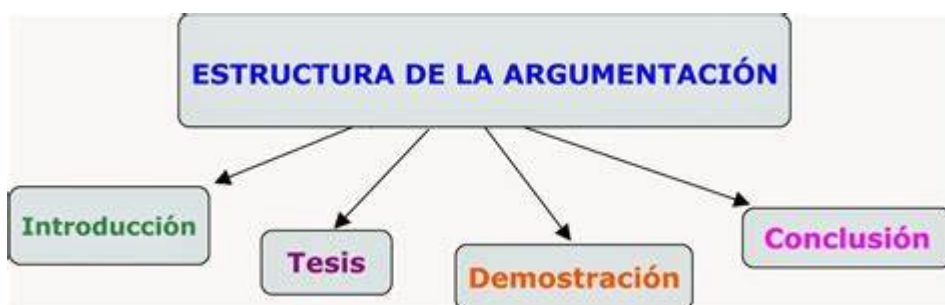 ESTRUCTURA DE LA ARGUMENTACIÓN
Introducción
Tesis
Demostración
Conclusión